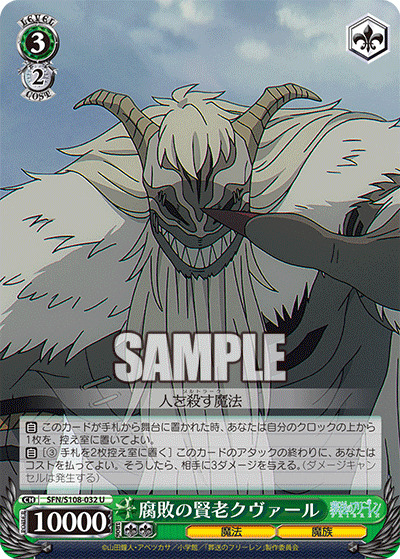 LEVEL
3
2
COST
SAMPLE
ゾルトラーク
人を殺す魔法
自 このカードが手札から舞台に置かれた時、あなたは自分のクロックの上から
1枚を、控え室に置いてよい。
自 [③ 手札を2枚控室に置く] このカードのアタックの終わりに、あなたは
コストを払ってよい。そうしたら、相手に3ダメージを与える。(ダメージキャン
セルは発生する)
CH SFN/S108-032 U
10000
腐敗の賢老クヴァール
魔法
魔族
©山田鐘人・アベツカサ/小学館/「葬送のフリーレン」製作委員会